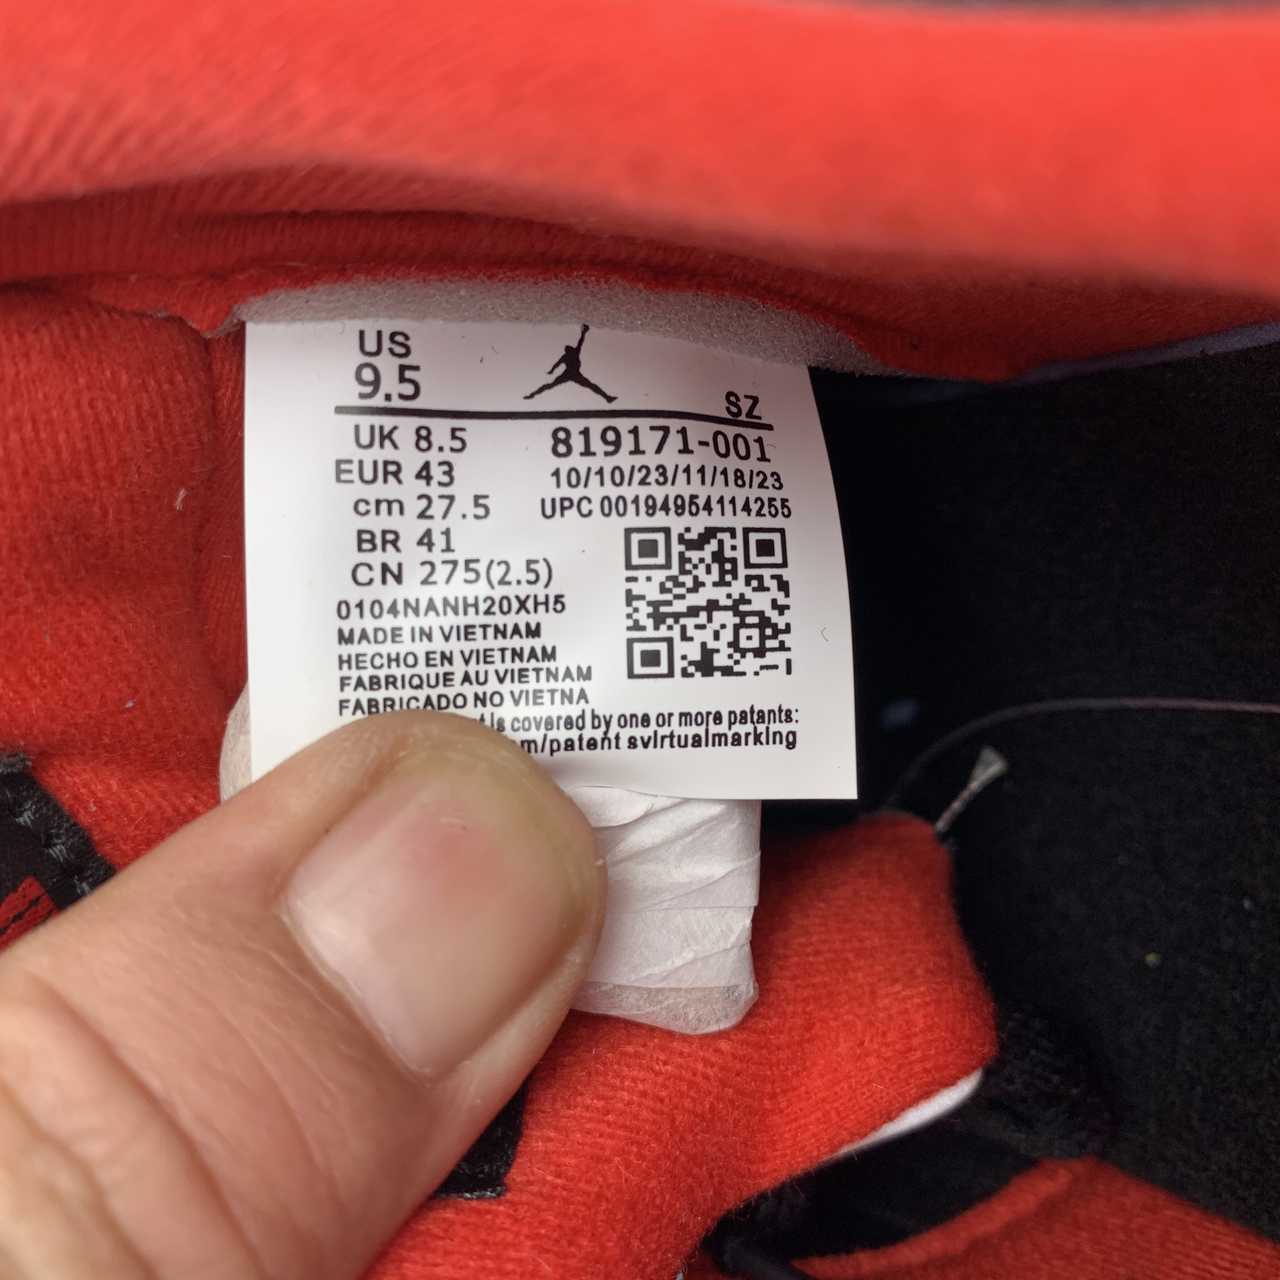 US
9.5
SZ
UK 8.5
819171-001
EUR 43
10/10/23/11/18/23
cm 27.5
UPC 00194954114255
BR 41
CN 275(2.5)
0104NANH20XH5
MADE IN VIETNAM
HECHO EN VIETNAM
FABRIQUE AU VIETNAM
FABRICADO NO VIETNA
is covered by one or more patants:
m/patent svirtualmarking